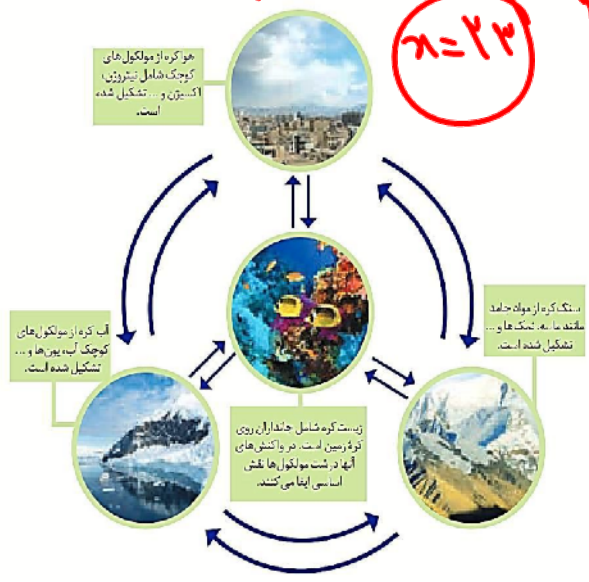 x=۲۳
هواکره از مولکول‌های
کوچک شامل نیتروژن،
اکسیژن و ... تشکیل شده
است.
سنگ‌کره از مواد جامد
مانند ماسه، نمک‌ها و ...
تشکیل شده است.
آب‌کره از مولکول‌های
کوچک آب، یون‌ها و ...
تشکیل شده است.
زیست‌کره شامل جانداران روی
کرهٔ زمین است. در واکنش‌های
آنها درشت مولکول‌ها نقش
اساسی ایفا می‌کنند.